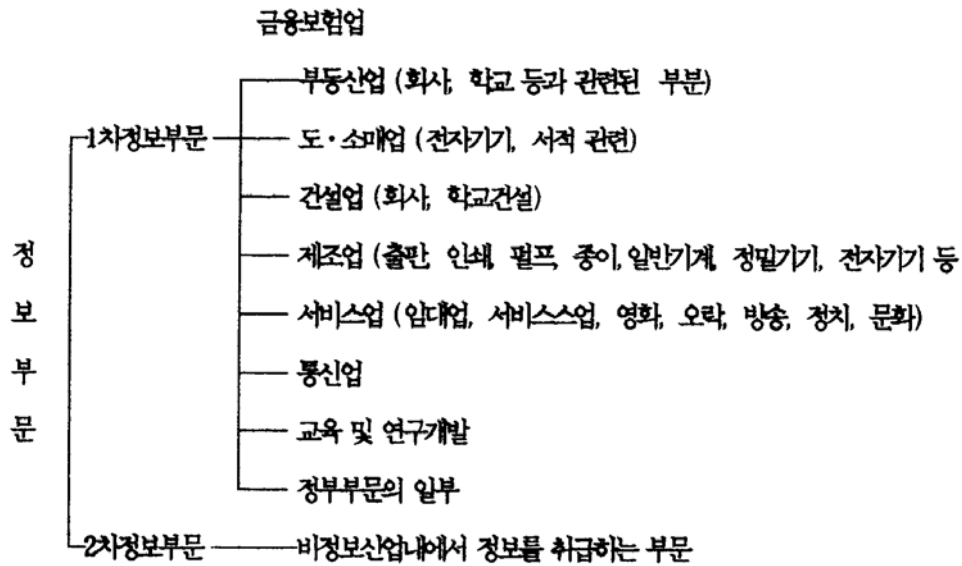 금융보험업
부동산업 (회사, 학교 등과 관련된 부분)
1차정보부문 도·소매업 (전자기기, 서적 관련)
건설업 (회사, 학교건설)
제조업 (출판, 인쇄, 펄프, 종이, 일반기계, 정밀기기, 전자기기 등
서비스업 (임대업, 서비스스업, 영화, 오락, 방송, 정치, 문화)
통신업
교육 및 연구개발
정부부문의 일부
2차정보부문 비정보산업내에서 정보를 취급하는 부문
정보부문